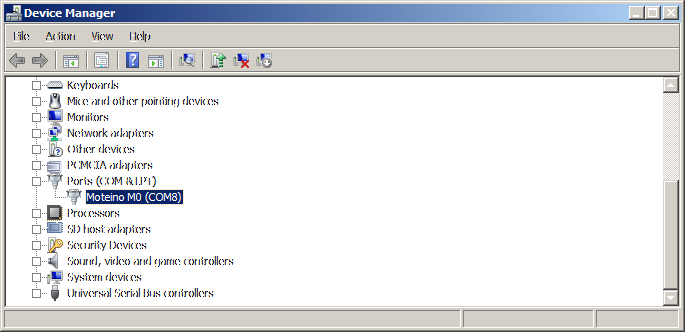 Device Manager
File Action View Help
Keyboards
Mice and other pointing devices
Monitors
Network adapters
Other devices
PCMCIA adapters
Ports (COM & LPT)
Moteino M0 (COM8)
Processors
SD host adapters
Security Devices
Sound, video and game controllers
System devices
Universal Serial Bus controllers